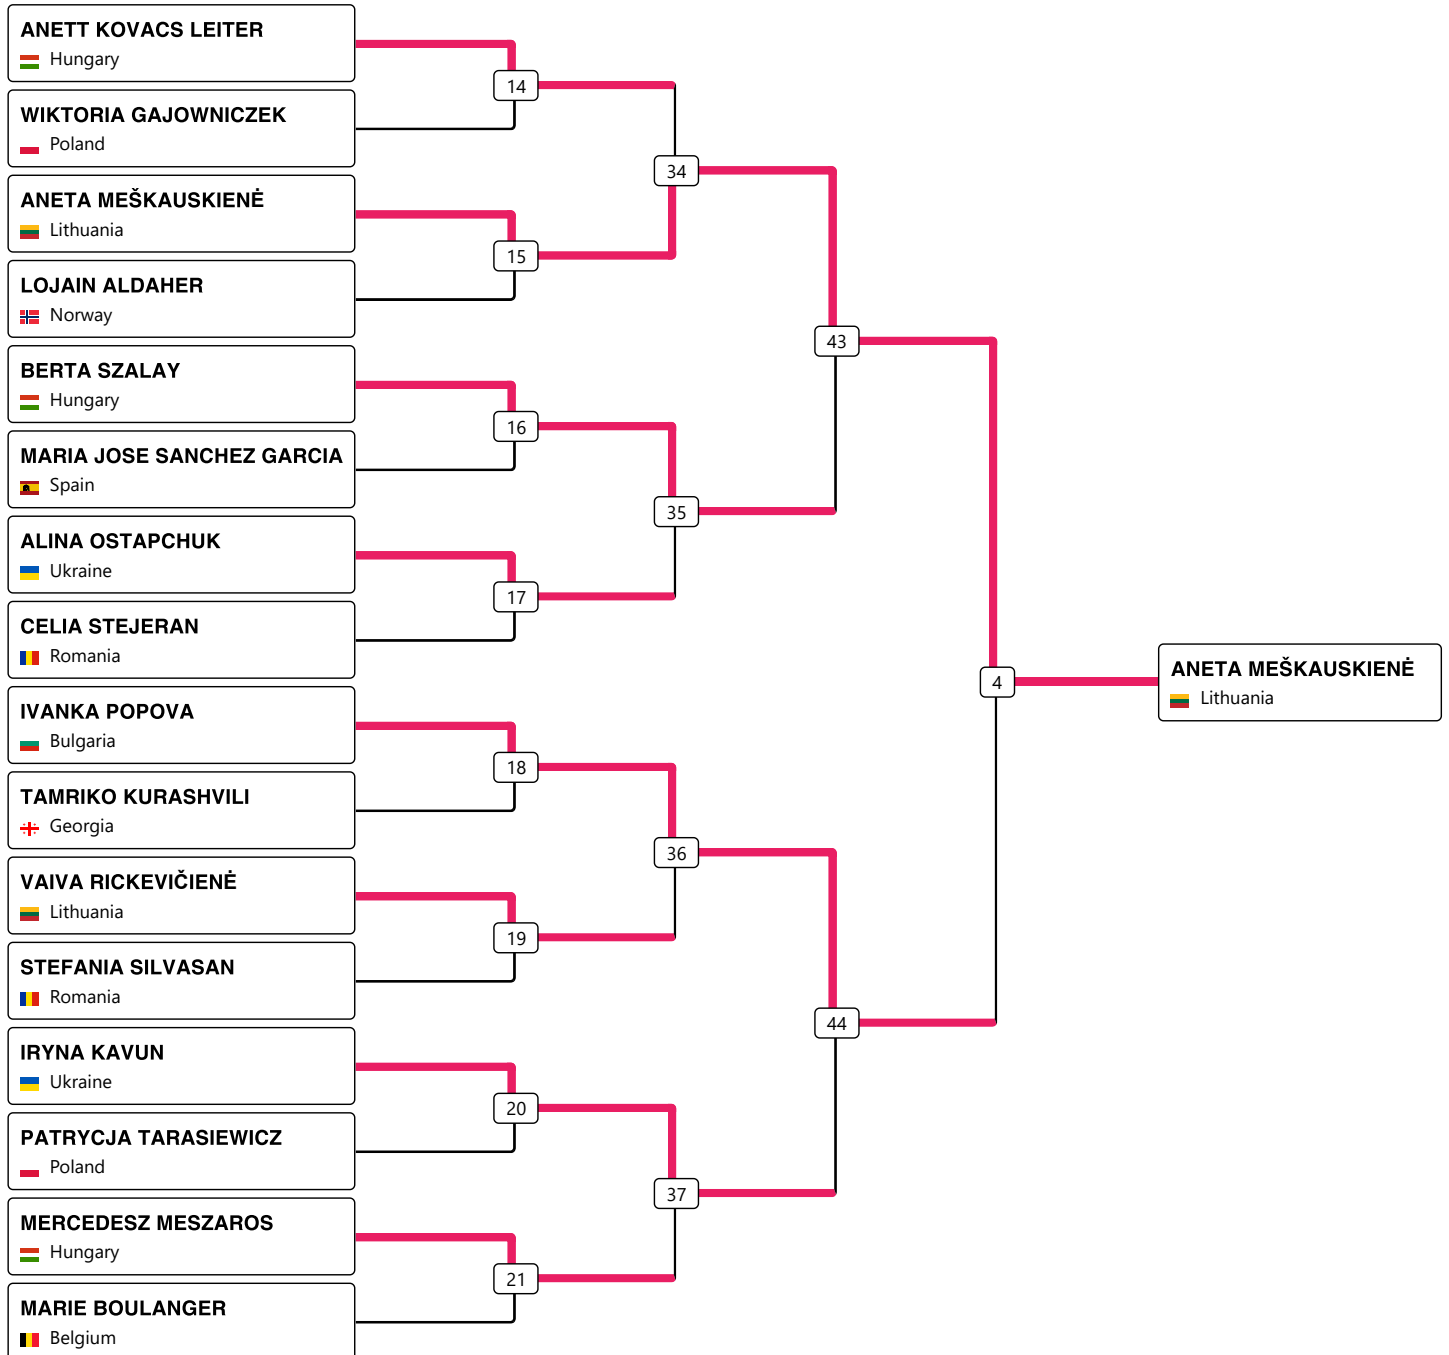 ANETT KOVACS LEITER
Hungary
WIKTORIA GAJOWNICZEK
Poland
ANETA MEŠKAUSKIENĖ
Lithuania
LOJAIN ALDAHER
Norway
BERTA SZALAY
Hungary
MARIA JOSE SANCHEZ GARCIA
Spain
ALINA OSTAPCHUK
Ukraine
CELIA STEJERAN
Romania
IVANKA POPOVA
Bulgaria
TAMRIKO KURASHVILI
Georgia
VAIVA RICKEVIČIENĖ
Lithuania
STEFANIA SILVASAN
Romania
IRYNA KAVUN
Ukraine
PATRYCJA TARASIEWICZ
Poland
MERCEDESZ MESZAROS
Hungary
MARIE BOULANGER
Belgium
14
15
16
17
18
19
20
21
34
35
36
37
43
44
4
ANETA MEŠKAUSKIENĖ
Lithuania